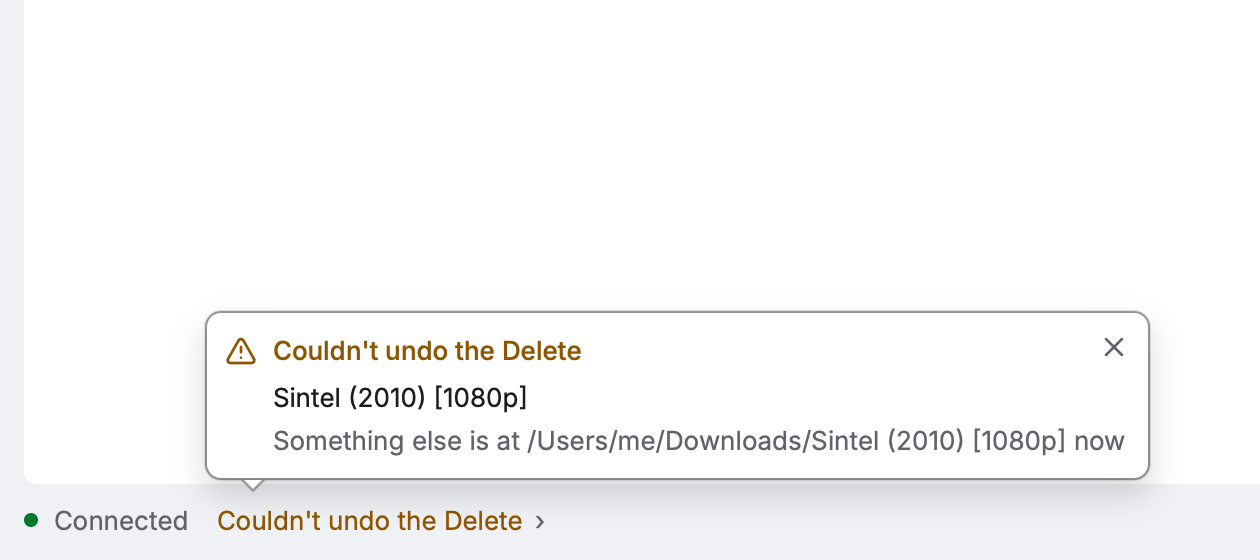 Couldn't undo the Delete
Sintel (2010) [1080p]
Something else is at /Users/me/Downloads/Sintel (2010) [1080p] now
Connected Couldn't undo the Delete ›